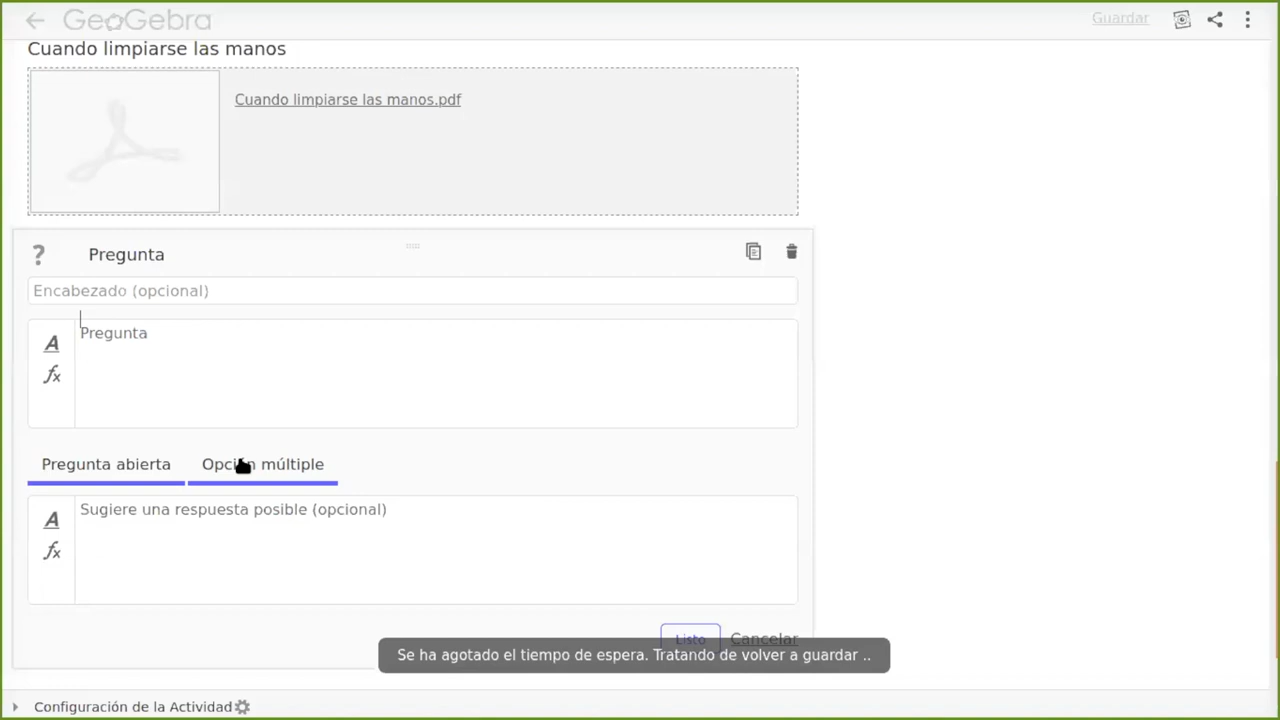 GeoGebra
Guardar
Cuando limpiarse las manos
Cuando limpiarse las manos.pdf
? Pregunta
Encabezado (opcional)
A Pregunta
fx
Pregunta abierta Opción múltiple
A Sugiere una respuesta posible (opcional)
fx
Listo Cancelar
Se ha agotado el tiempo de espera. Tratando de volver a guardar ..
Configuración de la Actividad